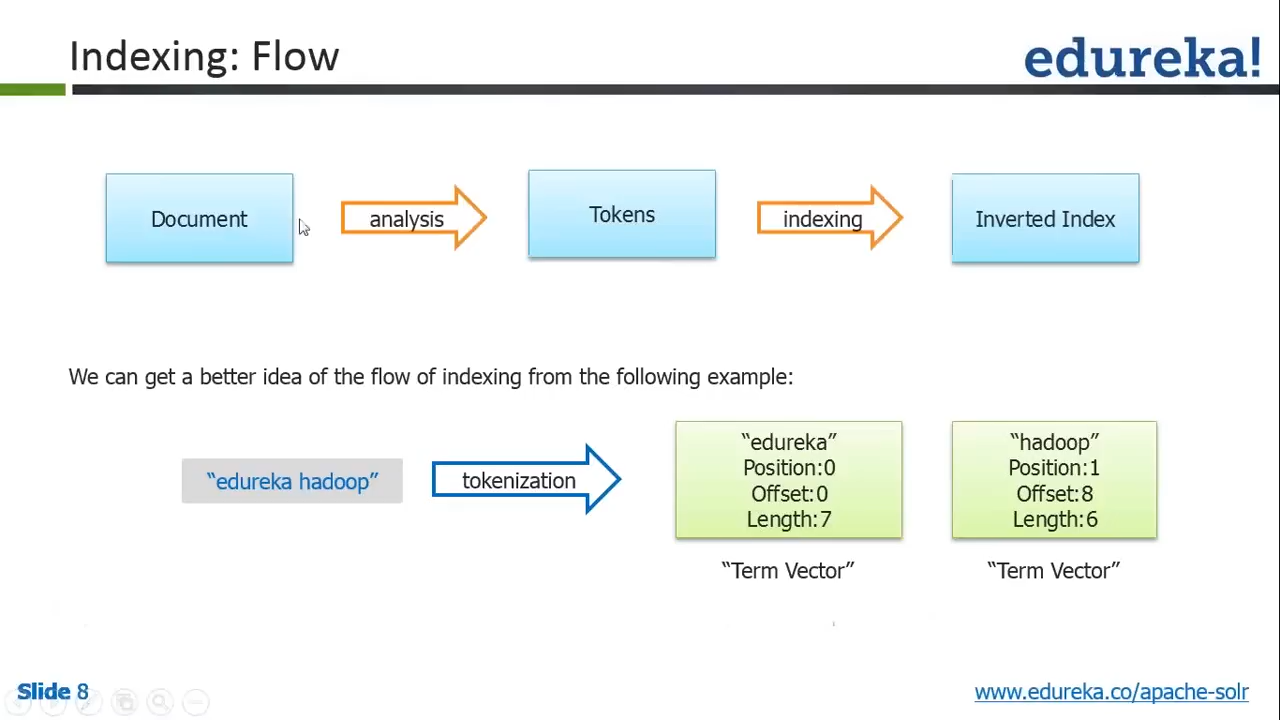 Indexing: Flow
edureka!
Document
analysis
Tokens
indexing
Inverted Index
We can get a better idea of the flow of indexing from the following example:
“edureka hadoop”
tokenization
“edureka”
Position:0
Offset:0
Length:7
“hadoop”
Position:1
Offset:8
Length:6
“Term Vector”
“Term Vector”
Slide 8
www.edureka.co/apache-solr